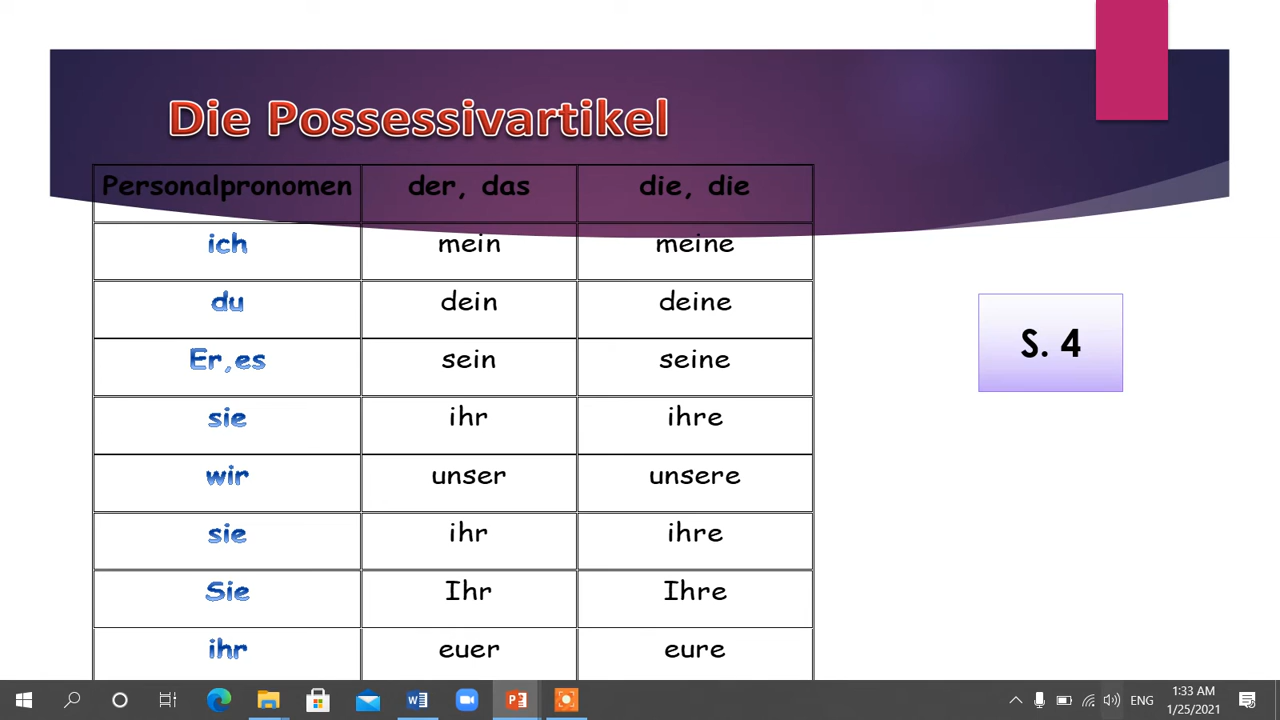 Die Possessivartikel
Personalpronomen der, das die, die
ich mein meine
du dein deine
Er,es sein seine
sie ihr ihre
wir unser unsere
sie ihr ihre
Sie Ihr Ihre
ihr euer eure
S. 4
ENG
1:33 AM
1/25/2021